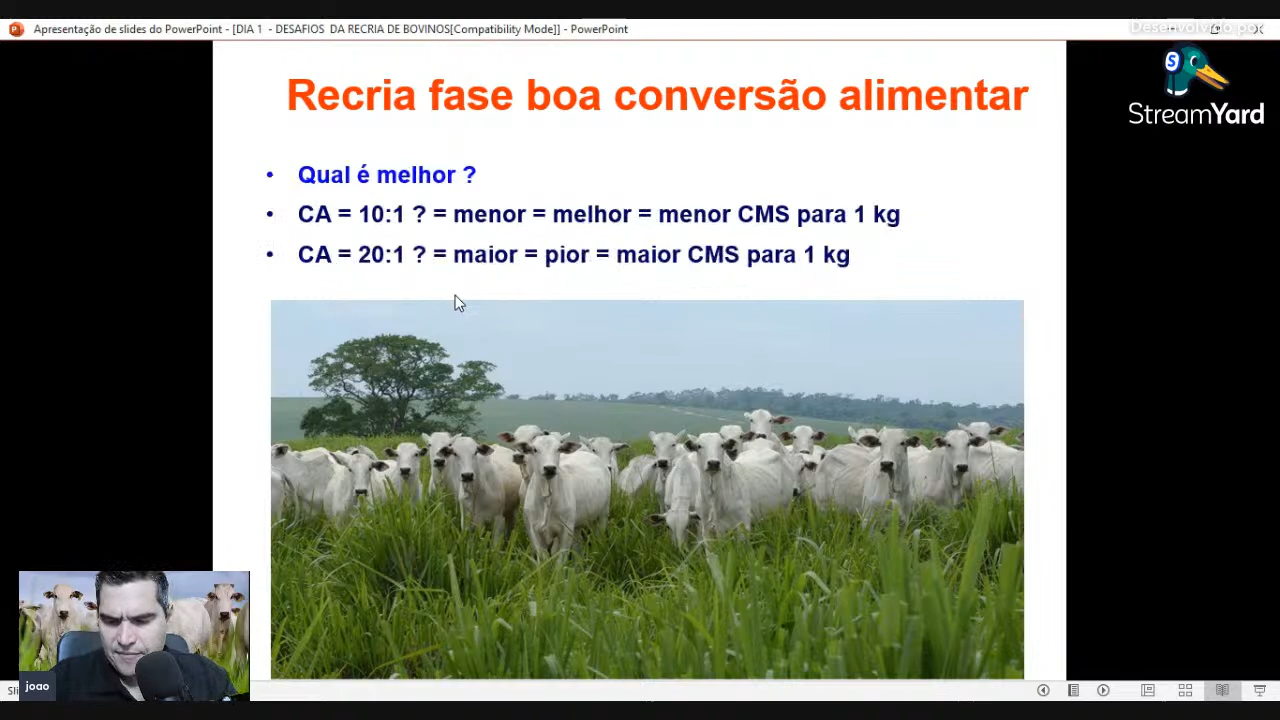 Apresentação de slides do PowerPoint - [DIA 1 - DESAFIOS DA RECRIA DE BOVINOS[Compatibility Mode]] - PowerPoint
Desenvolvido por
StreamYard
Recria fase boa conversão alimentar
• Qual é melhor ?
• CA = 10:1 ? = menor = melhor = menor CMS para 1 kg
• CA = 20:1 ? = maior = pior = maior CMS para 1 kg
joao